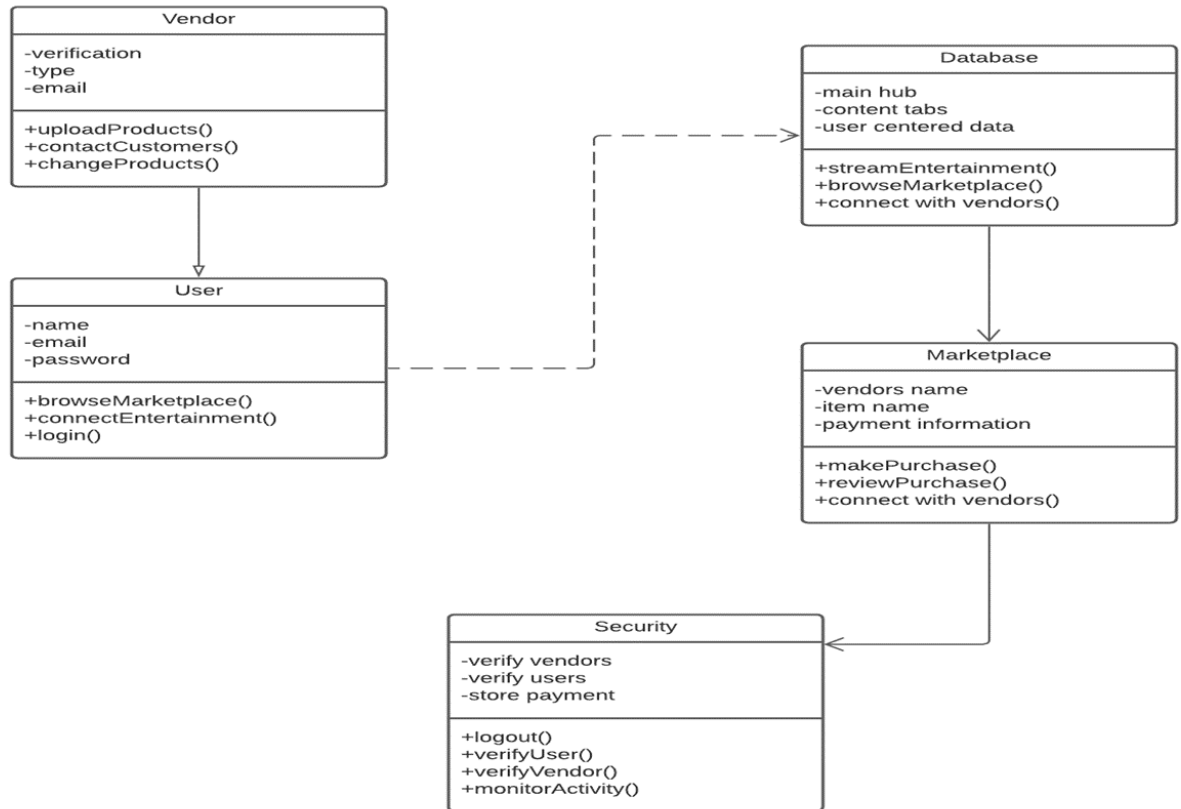 Vendor
-verification
-type
-email
+uploadProducts()
+contactCustomers()
+changeProducts()
User
-name
-email
-password
+browseMarketplace()
+connectEntertainment()
+login()
Database
-main hub
-content tabs
-user centered data
+streamEntertainment()
+browseMarketplace()
+connect with vendors()
Marketplace
-vendors name
-item name
-payment information
+makePurchase()
+reviewPurchase()
+connect with vendors()
Security
-verify vendors
-verify users
-store payment
+logout()
+verifyUser()
+verifyVendor()
+monitorActivity()